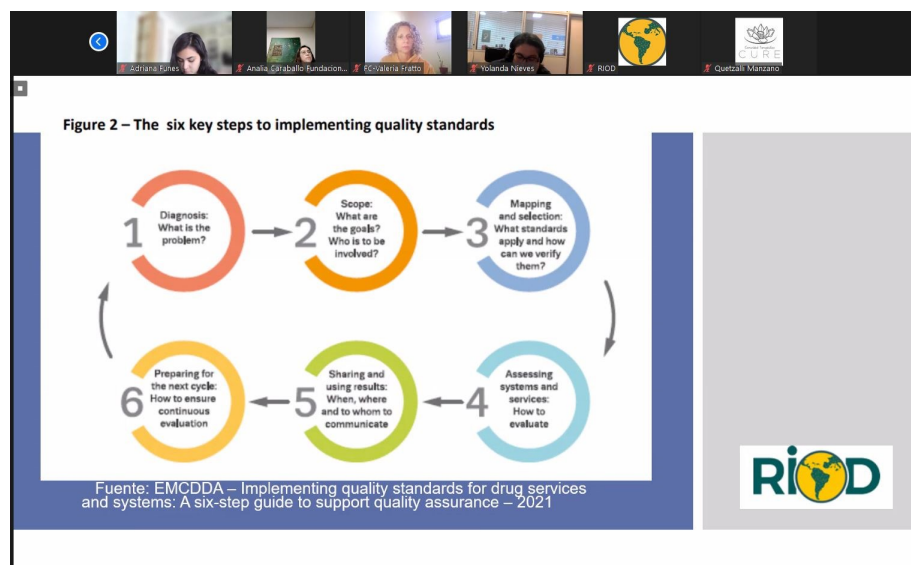 Adriana Funes
Analia Caraballo Fundacion...
FC-Valeria Fratto
Yolanda Nieves
RIOD
Quetzalli Manzano
CURE
Figure 2 – The six key steps to implementing quality standards
1
Diagnosis:
What is the
problem?
2
Scope:
What are
the goals?
Who is to be
involved?
3
Mapping
and selection:
What standards
apply and how
can we verify
them?
4
Assessing
systems and
services:
How to
evaluate
5
Sharing and
using results:
When, where
and to whom to
communicate
6
Preparing for
the next cycle:
How to ensure
continuous
evaluation
Fuente: EMCDDA – Implementing quality standards for drug services
and systems: A six-step guide to support quality assurance – 2021
RIOD